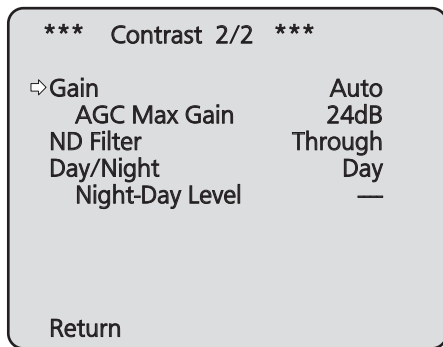 *** Contrast 2/2 ***
⇨Gain Auto
AGC Max Gain 24dB
ND Filter Through
Day/Night Day
Night-Day Level ––
Return